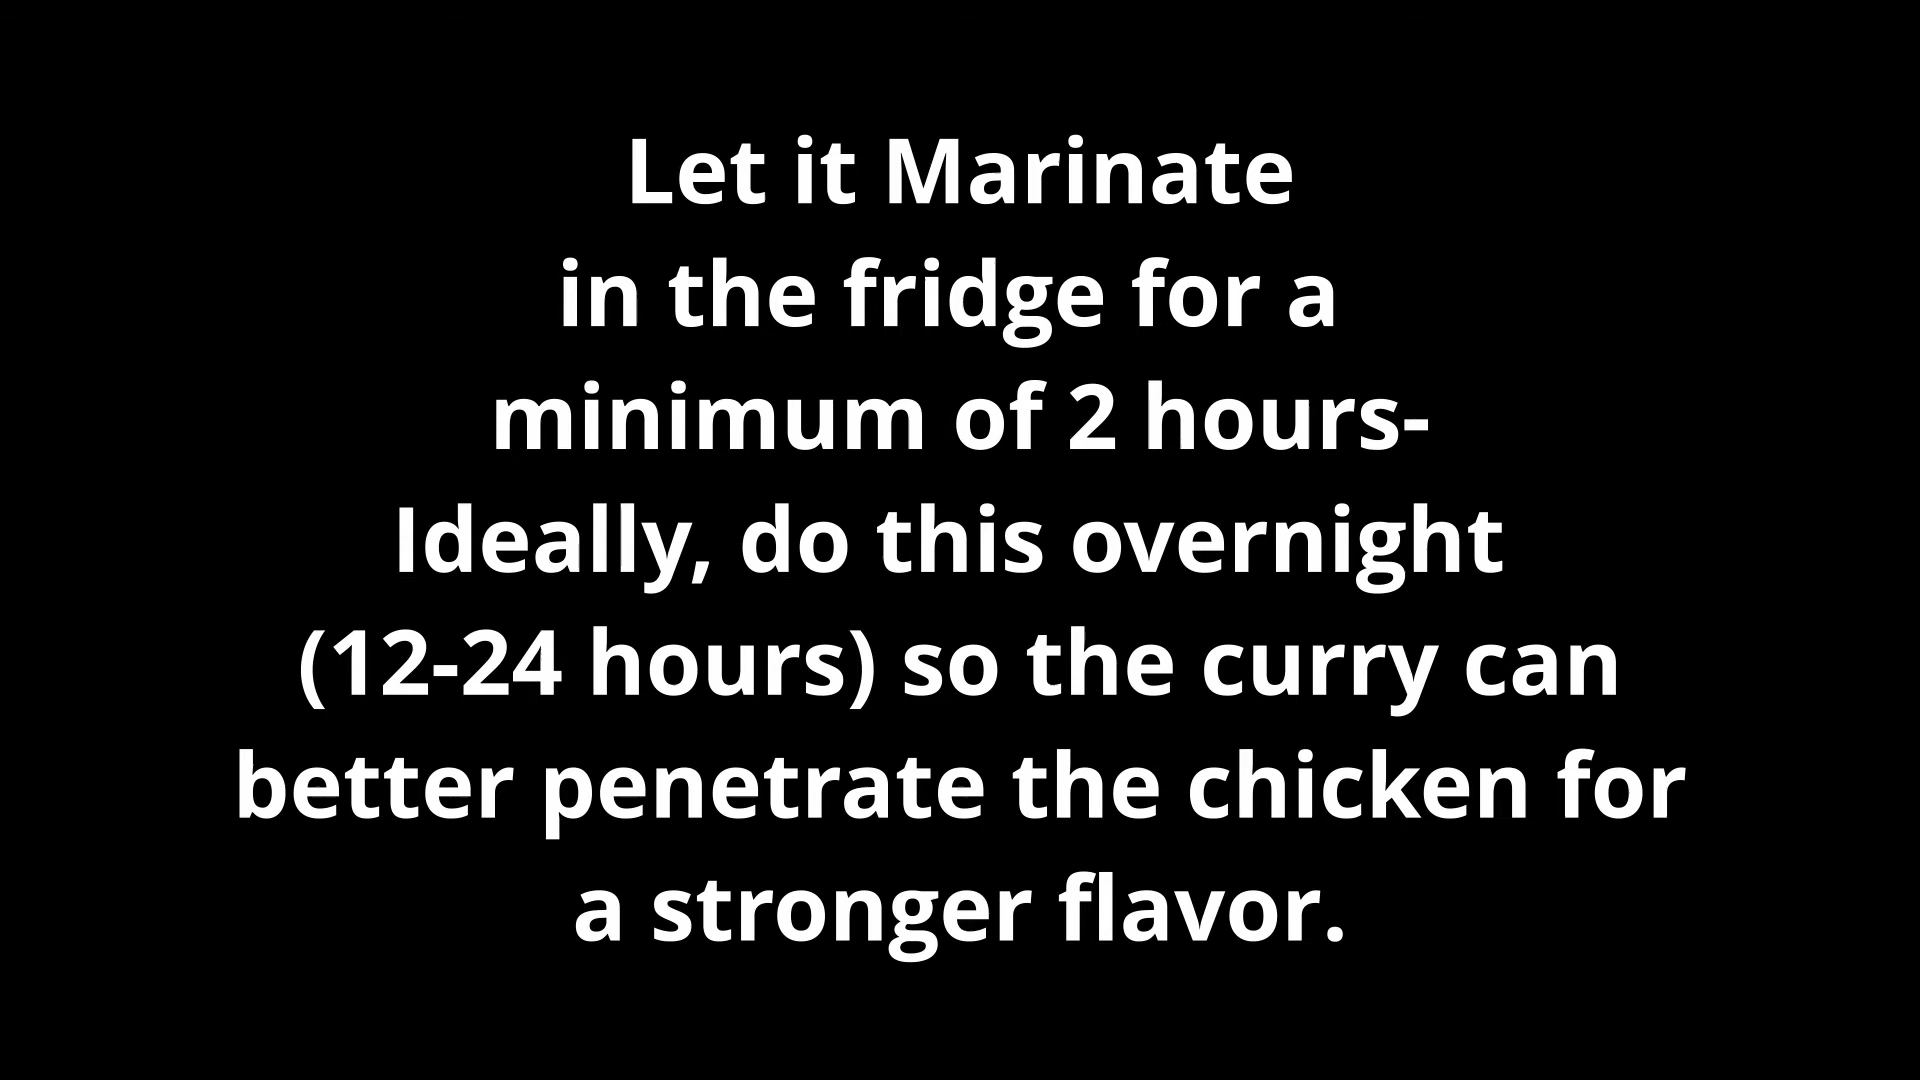 Let it Marinate
in the fridge for a
minimum of 2 hours-
Ideally, do this overnight
(12-24 hours) so the curry can
better penetrate the chicken for
a stronger flavor.